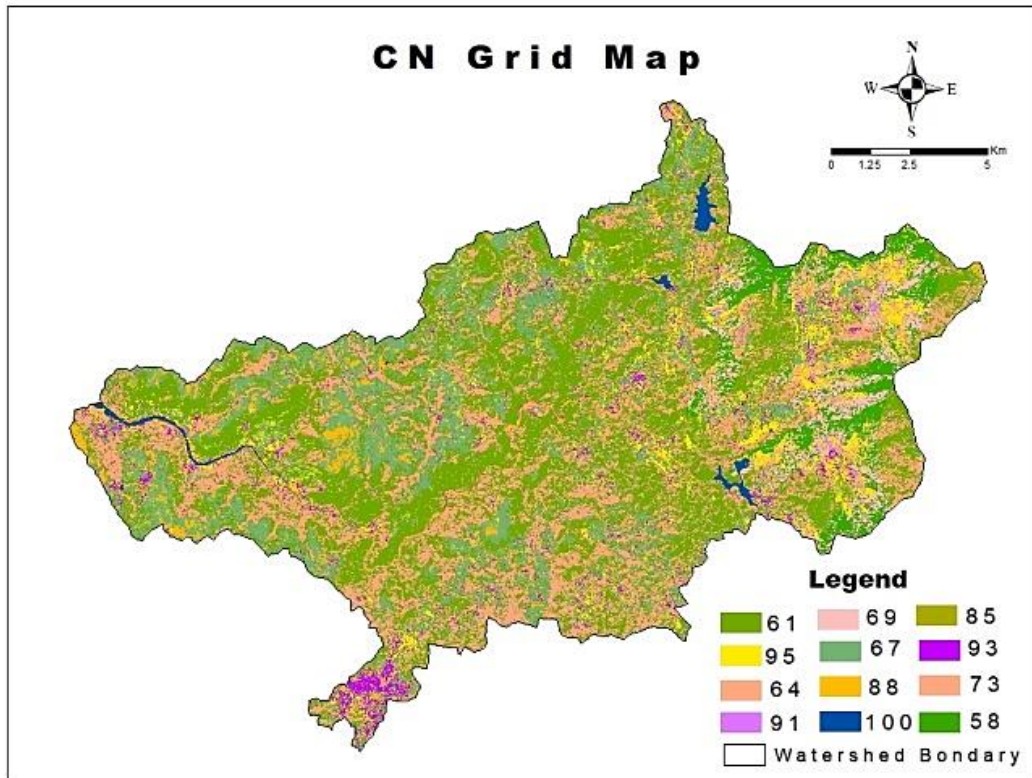 CN Grid Map
N
W E
S
Km
0 1.25 2.5 5
Legend
61 69 85
95 67 93
64 88 73
91 100 58
Watershed Bondary